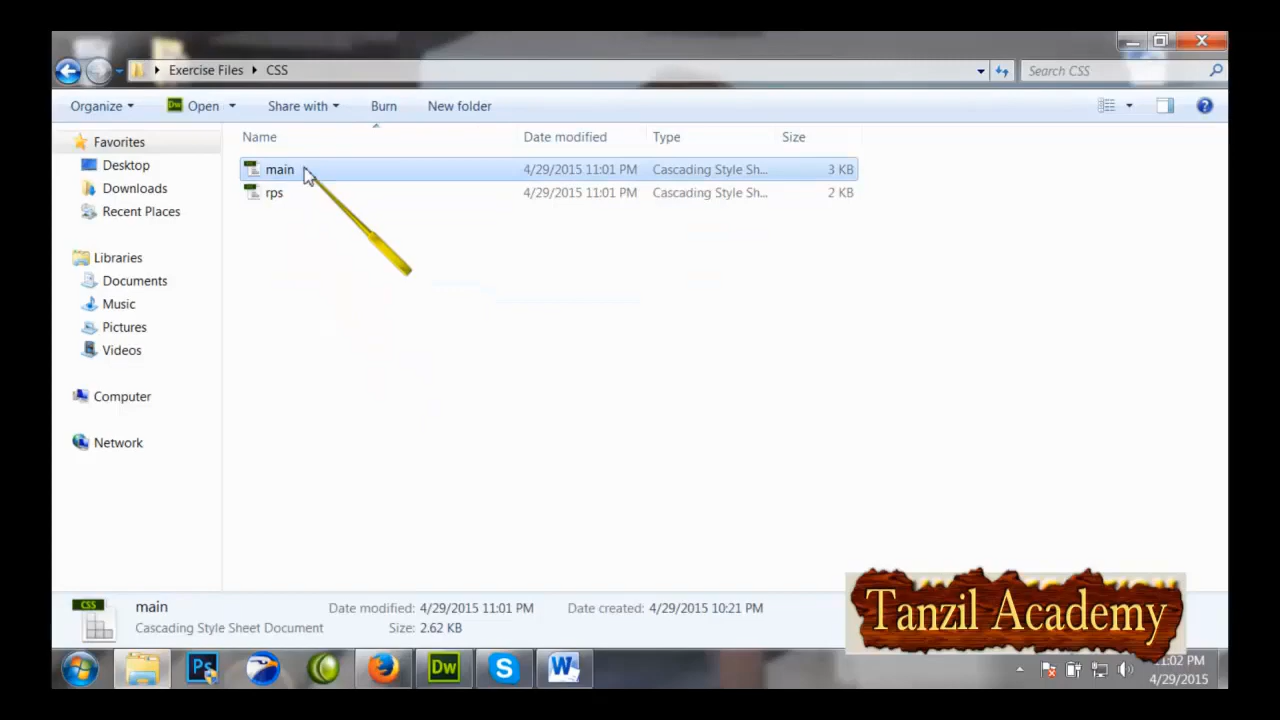 Exercise Files CSS
Search CSS
Organize Open Share with Burn New folder
Name Date modified Type Size
Favorites
Desktop
Downloads
Recent Places
Libraries
Documents
Music
Pictures
Videos
Computer
Network
main 4/29/2015 11:01 PM Cascading Style Sh... 3 KB
rps 4/29/2015 11:01 PM Cascading Style Sh... 2 KB
CSS
main Date modified: 4/29/2015 11:01 PM Date created: 4/29/2015 10:21 PM
Cascading Style Sheet Document Size: 2.62 KB
Tanzil Academy
Ps
Dw
S
W
:02 PM
4/29/2015